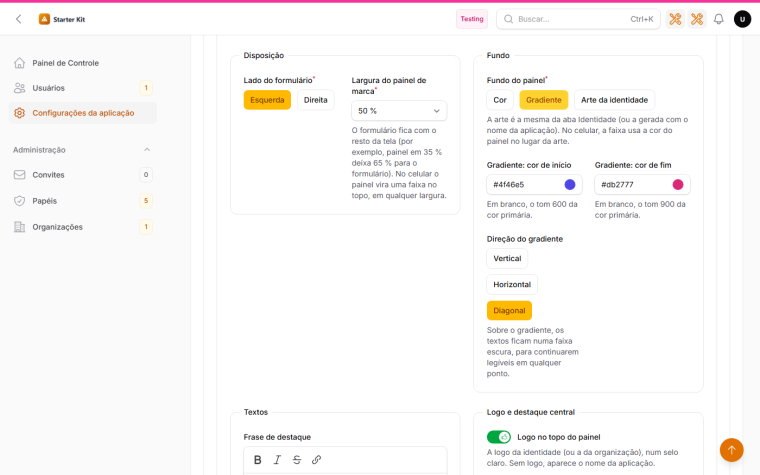 Starter Kit
Testing
Buscar...
Ctrl+K
U
Painel de Controle
Usuários
1
Configurações da aplicação
Administração
Convites
0
Papéis
5
Organizações
1
Disposição
Lado do formulário*
Esquerda
Direita
Largura do painel de
marca*
50 %
O formulário fica com o
resto da tela (por
exemplo, painel em 35 %
deixa 65 % para o
formulário). No celular o
painel vira uma faixa no
topo, em qualquer largura.
Fundo
Fundo do painel*
Cor
Gradiente
Arte da identidade
A arte é a mesma da aba Identidade (ou a gerada com o
nome da aplicação). No celular, a faixa usa a cor do
painel no lugar da arte.
Gradiente: cor de início
#4f46e5
Em branco, o tom 600 da
cor primária.
Gradiente: cor de fim
#db2777
Em branco, o tom 900 da
cor primária.
Direção do gradiente
Vertical
Horizontal
Diagonal
Sobre o gradiente, os
textos ficam numa faixa
escura, para continuarem
legíveis em qualquer
ponto.
Textos
Frase de destaque
B I S
Logo e destaque central
Logo no topo do painel
A logo da identidade (ou a da organização), num selo
claro. Sem logo, aparece o nome da aplicação.